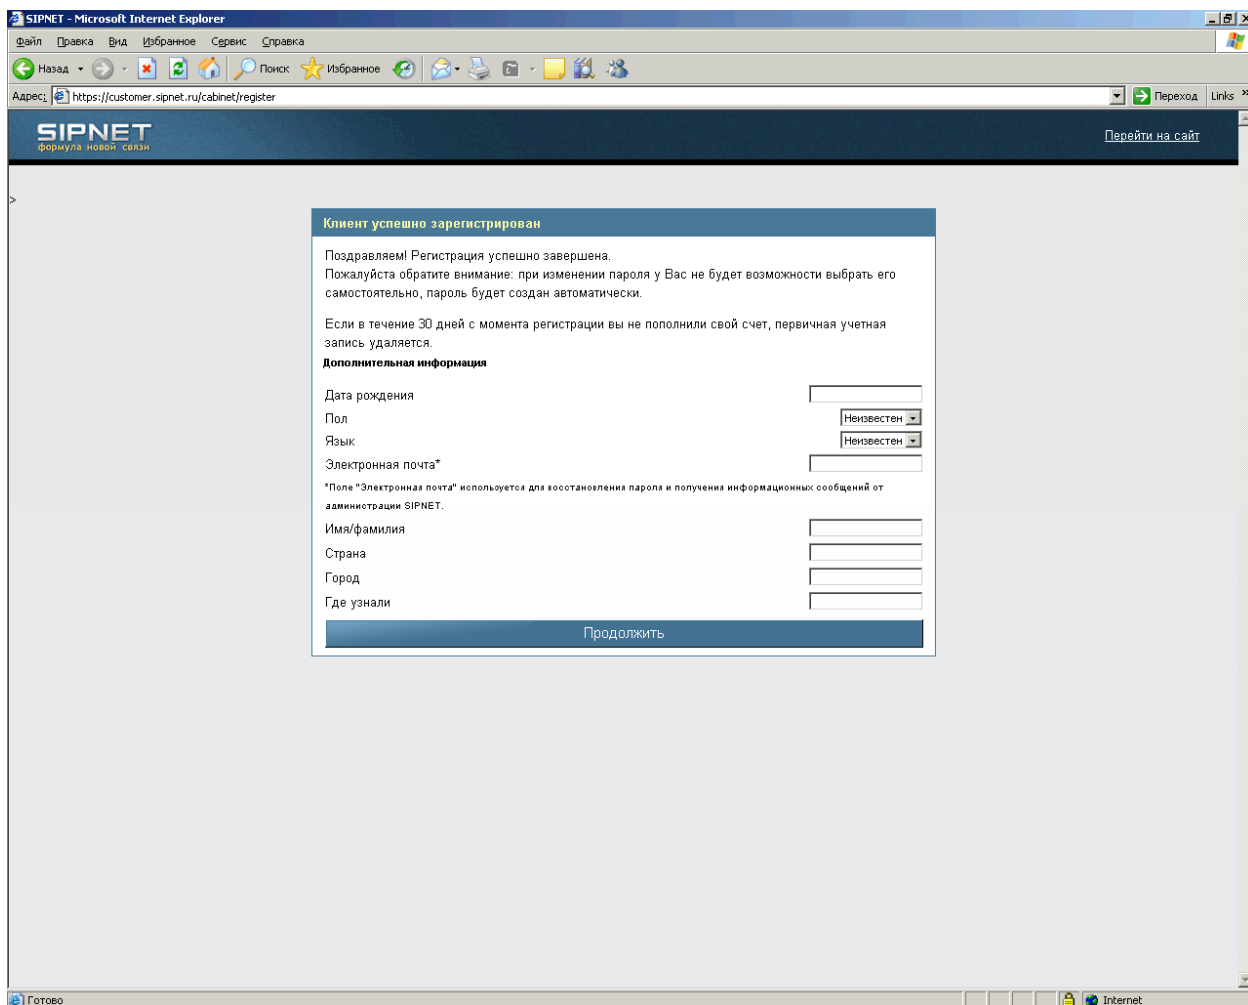 SIPNET - Microsoft Internet Explorer
Файл Правка Вид Избранное Сервис Справка
Назад Поиск Избранное
Адрес: https://customer.sipnet.ru/cabinet/register Переход Links »
SIPNET
формула новой связи
Перейти на сайт
>
Клиент успешно зарегистрирован
Поздравляем! Регистрация успешно завершена.
Пожалуйста обратите внимание: при изменении пароля у Вас не будет возможности выбрать его
самостоятельно, пароль будет создан автоматически.
Если в течение 30 дней с момента регистрации вы не пополнили свой счет, первичная учетная
запись удаляется.
Дополнительная информация
Дата рождения
Пол Неизвестен
Язык Неизвестен
Электронная почта*
*Поле "Электронная почта" используется для восстановления пароля и получения информационных сообщений от
администрации SIPNET.
Имя/фамилия
Страна
Город
Где узнали
Продолжить
Готово Internet